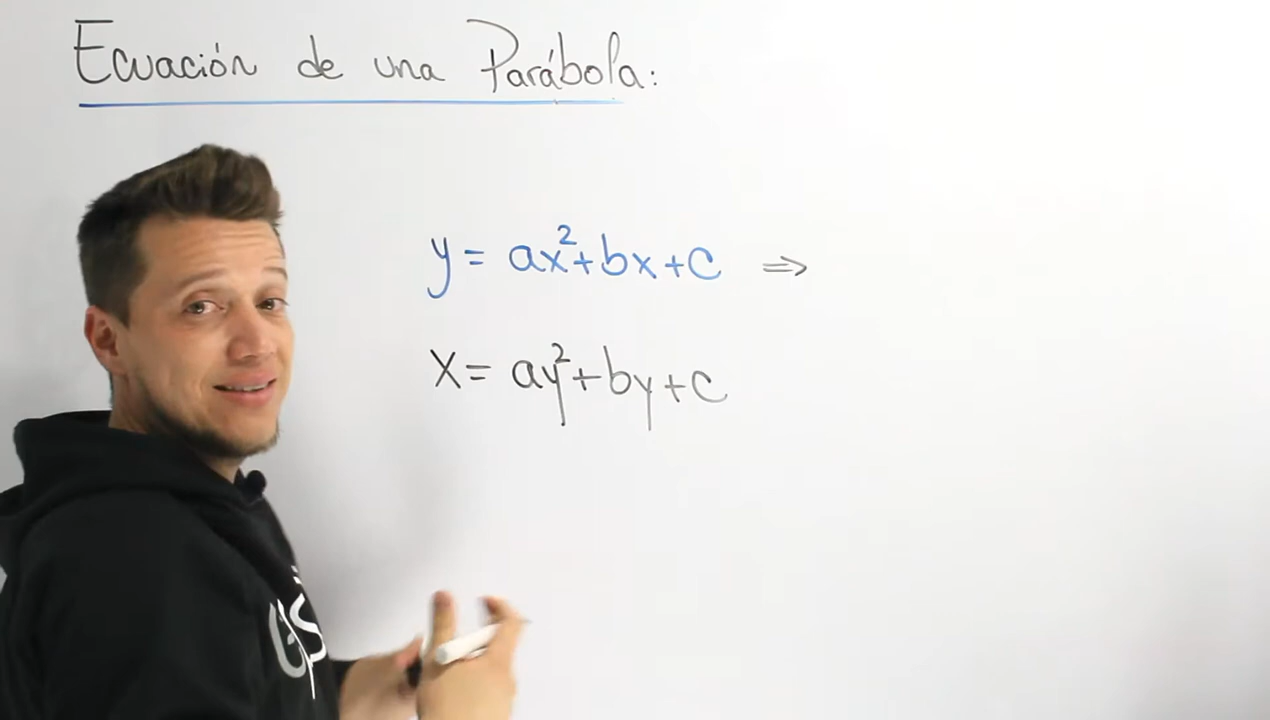 Ecuación de una Parábola:
y = ax²+bx+c ⇒
x = ay²+by+c